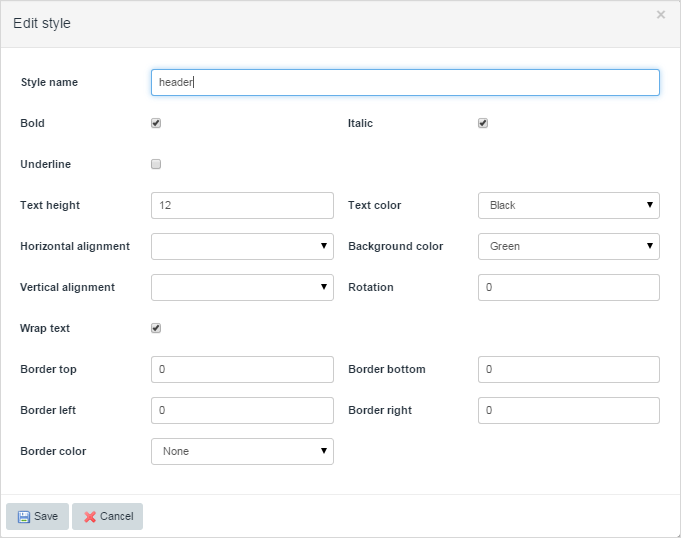 Edit style
×
Style name header
Bold Italic
Underline
Text height 12 Text color Black
Horizontal alignment Background color Green
Vertical alignment Rotation 0
Wrap text
Border top 0 Border bottom 0
Border left 0 Border right 0
Border color None
Save Cancel